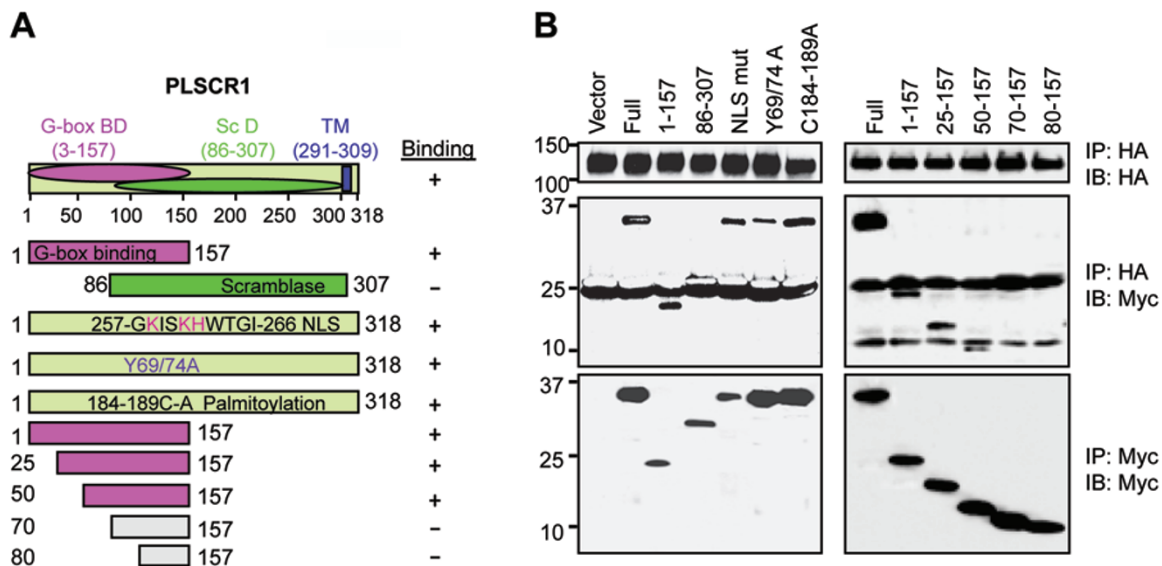 A
PLSCR1
G-box BD Sc D TM
(3-157) (86-307) (291-309) Binding
+
1 50 100 150 200 250 300 318
1 G-box binding 157 +
86 Scramblase 307 –
1 257-GKISKHWTGI-266 NLS 318 +
1 Y69/74A 318 +
1 184-189C-A Palmitoylation 318 +
1 157 +
25 157 +
50 157 +
70 157 –
80 157 –
B
Vector Full 1-157 86-307 NLS mut Y69/74 A C184-189A
Full 1-157 25-157 50-157 70-157 80-157
150
100
IP: HA
IB: HA
37
25
10
IP: HA
IB: Myc
37
25
10
IP: Myc
IB: Myc